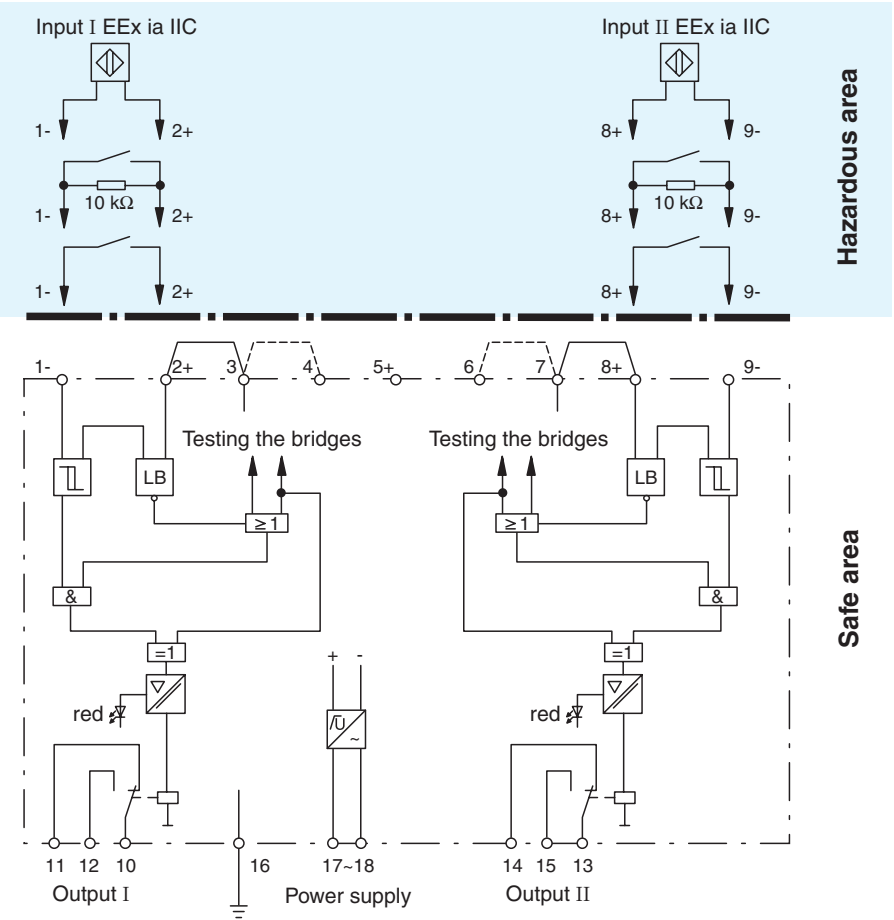 Input I EEx ia IIC Input II EEx ia IIC
Hazardous area
1- 2+ 8+ 9-
10 kΩ 10 kΩ
1- 2+ 8+ 9-
1- 2+ 8+ 9-
1- 2+ 3 4 5+ 6 7 8+ 9-
Testing the bridges Testing the bridges
LB LB
≥ 1 ≥ 1
Safe area
& &
=1 =1
+ -
red red
/U ~
11 12 10 16 17~18 14 15 13
Output I Power supply Output II